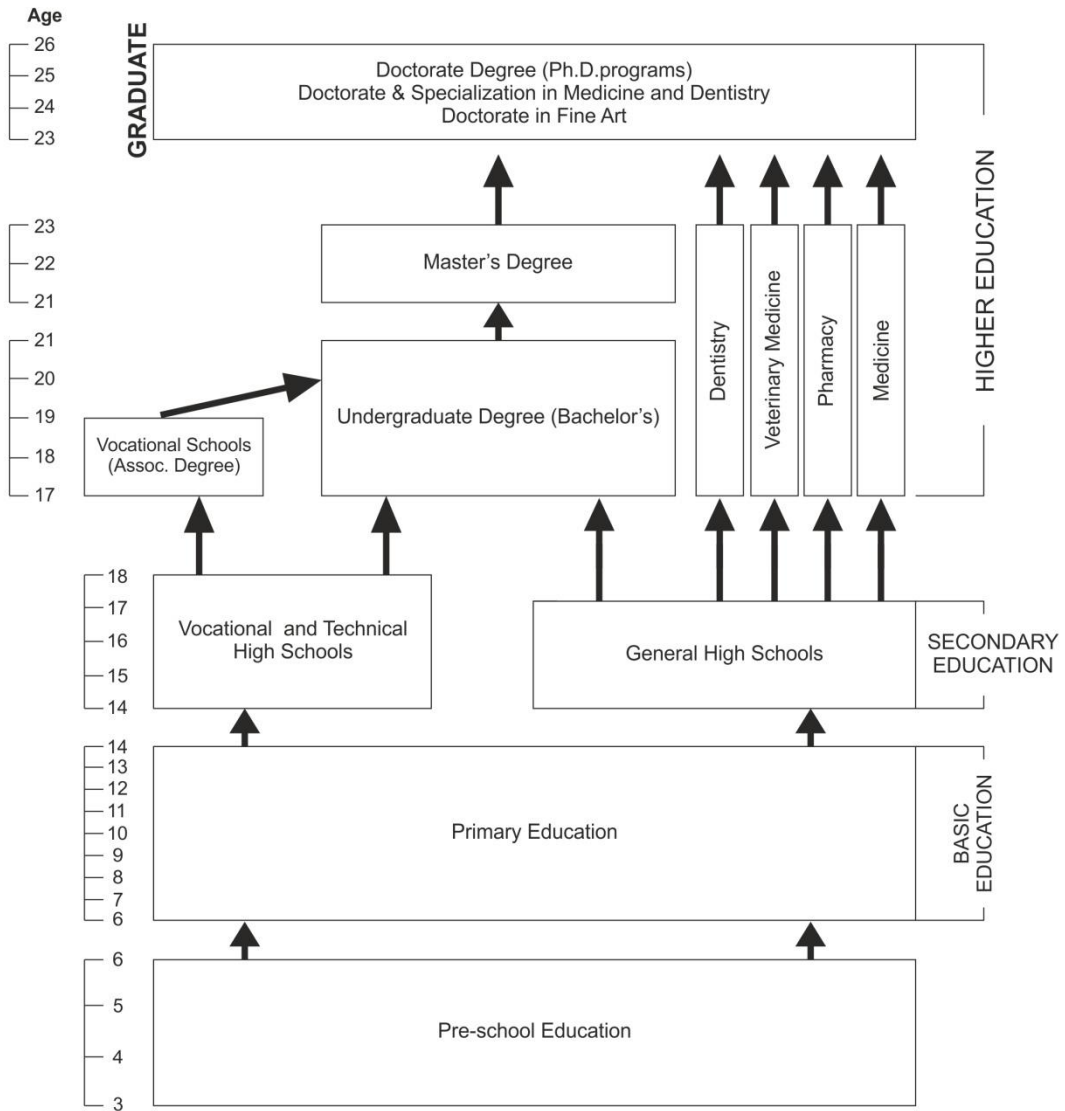 Age
GRADUATE
26
25
24
23
Doctorate Degree (Ph.D.programs)
Doctorate & Specialization in Medicine and Dentistry
Doctorate in Fine Art
HIGHER EDUCATION
23
22
21
Master's Degree
21
20
19
18
17
Vocational Schools
(Assoc. Degree)
Undergraduate Degree (Bachelor's)
Dentistry
Veterinary Medicine
Pharmacy
Medicine
18
17
16
15
14
Vocational and Technical
High Schools
General High Schools
SECONDARY
EDUCATION
14
13
12
11
10
9
8
7
6
Primary Education
BASIC
EDUCATION
6
5
4
3
Pre-school Education